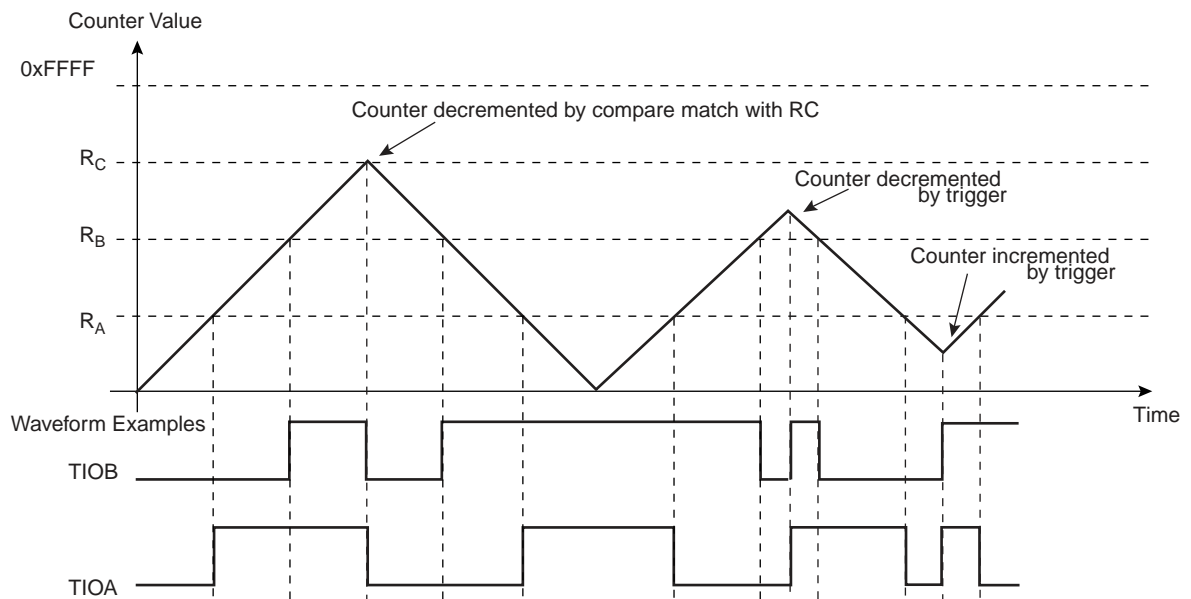 Counter Value
0xFFFF
Counter decremented by compare match with RC
RC
Counter decremented
by trigger
RB
Counter incremented
by trigger
RA
Time
Waveform Examples
TIOB
TIOA